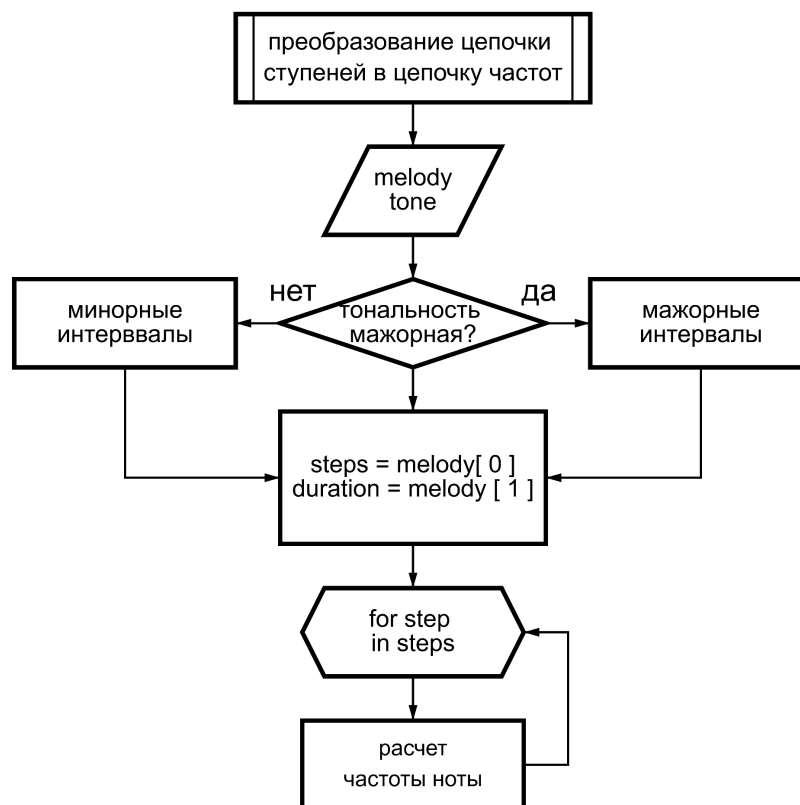 преобразование цепочки
ступеней в цепочку частот
melody
tone
нет
да
тональность
мажорная?
минорные
интерввалы
мажорные
интервалы
steps = melody[ 0 ]
duration = melody [ 1 ]
for step
in steps
расчет
частоты ноты